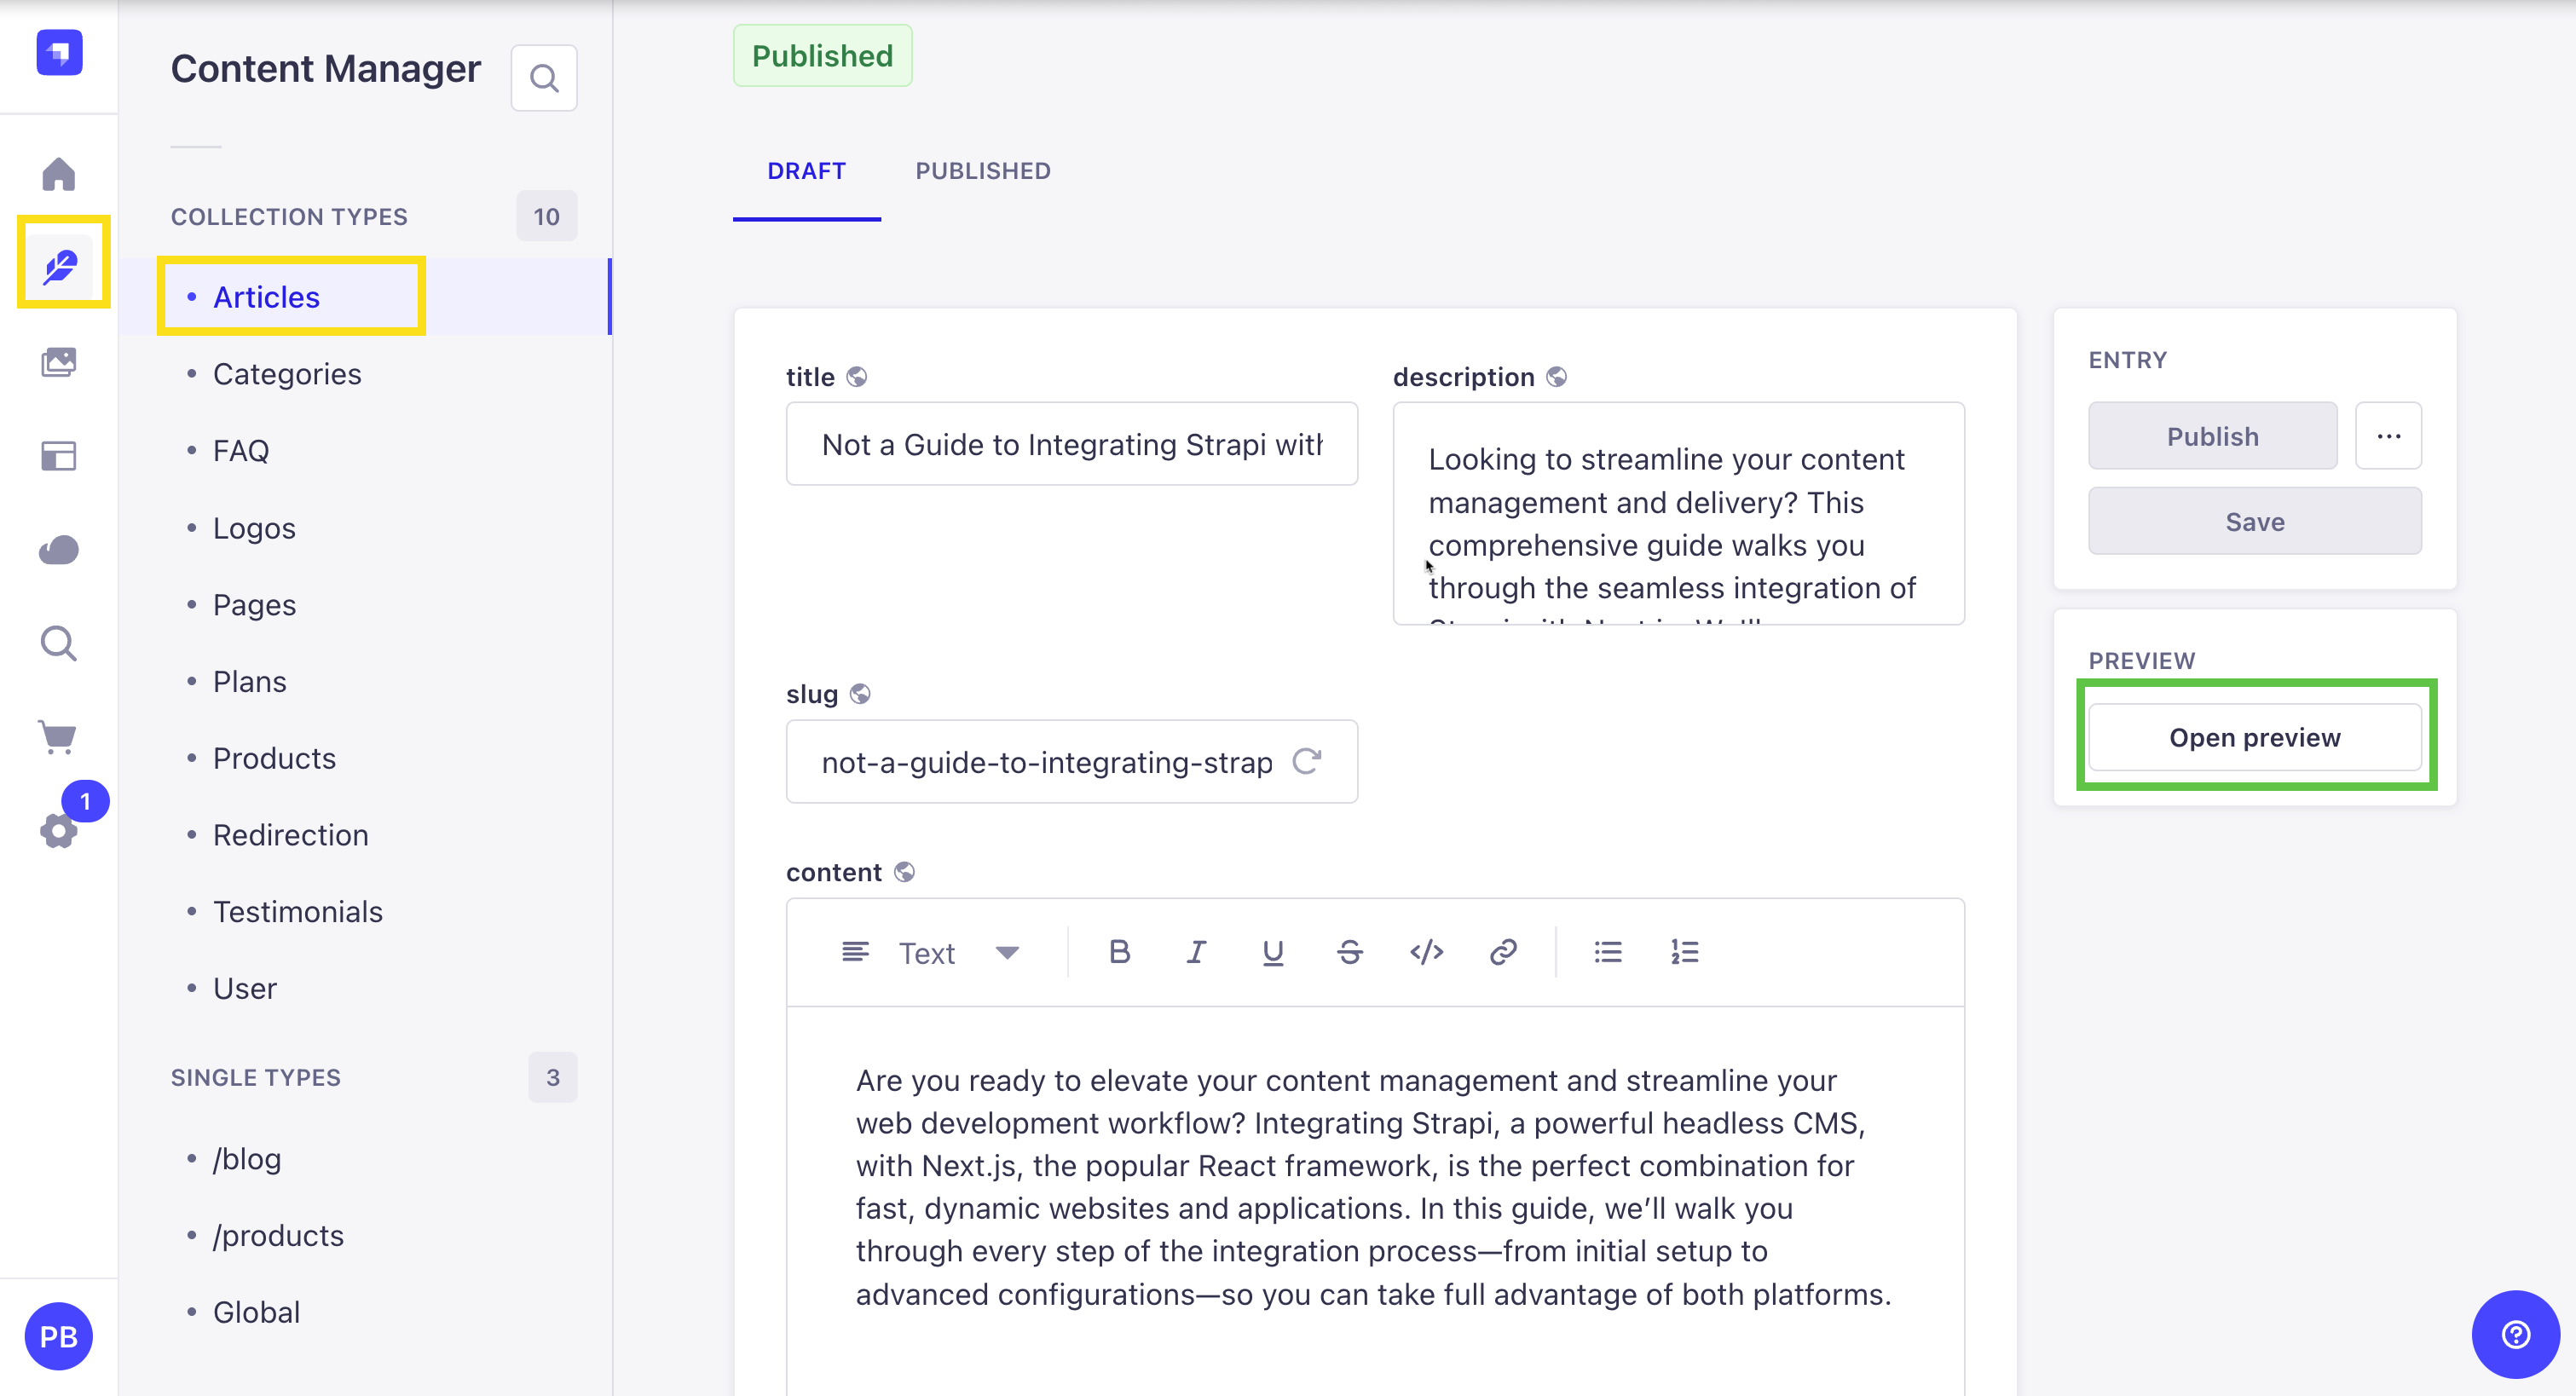 Content Manager
COLLECTION TYPES
10
Articles
Categories
FAQ
Logos
Pages
Plans
Products
Redirection
Testimonials
User
SINGLE TYPES
3
/blog
/products
Global
1
PB
Published
DRAFT
PUBLISHED
title
Not a Guide to Integrating Strapi with
description
Looking to streamline your content
management and delivery? This
comprehensive guide walks you
through the seamless integration of
slug
not-a-guide-to-integrating-strap
content
Text
B I U S </>
Are you ready to elevate your content management and streamline your
web development workflow? Integrating Strapi, a powerful headless CMS,
with Next.js, the popular React framework, is the perfect combination for
fast, dynamic websites and applications. In this guide, we’ll walk you
through every step of the integration process—from initial setup to
advanced configurations—so you can take full advantage of both platforms.
ENTRY
Publish
...
Save
PREVIEW
Open preview